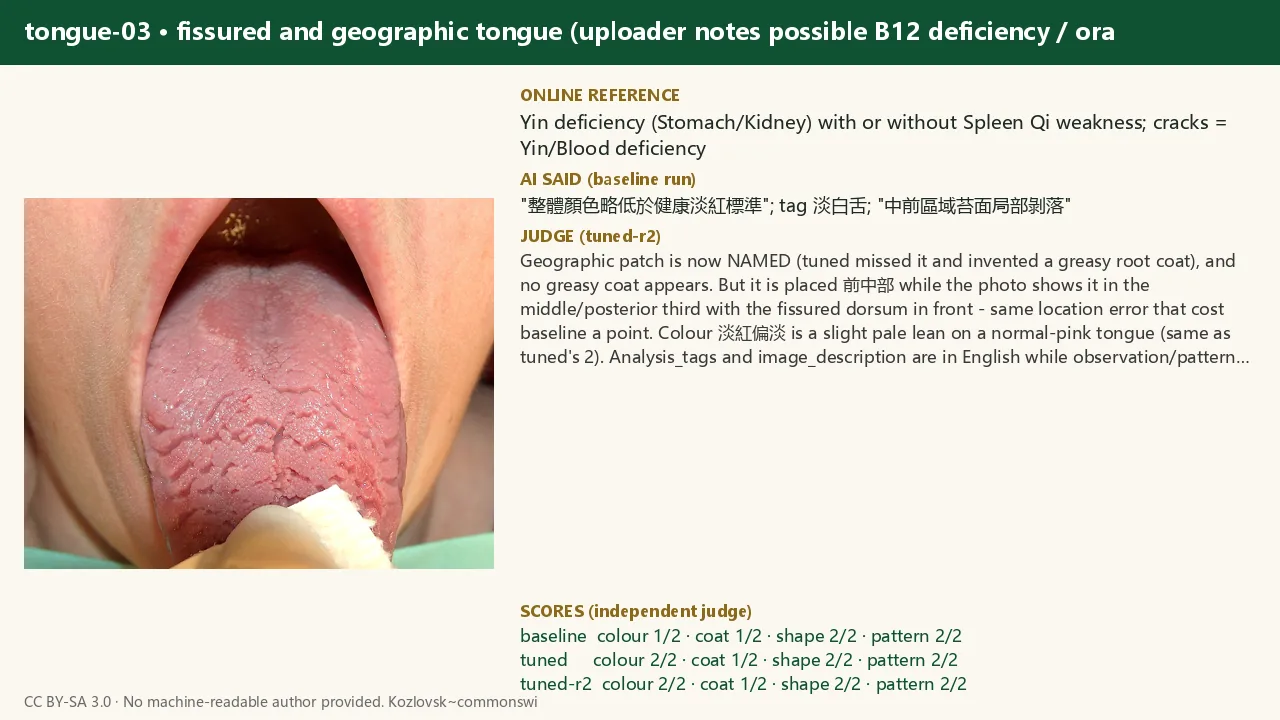 tongue-03 • fissured and geographic tongue (uploader notes possible B12 deficiency / ora
ONLINE REFERENCE
Yin deficiency (Stomach/Kidney) with or without Spleen Qi weakness; cracks =
Yin/Blood deficiency
AI SAID (baseline run)
"整體顏色略低於健康淡紅標準"; tag 淡白舌; "中前區域苔面局部剝落"
JUDGE (tuned-r2)
Geographic patch is now NAMED (tuned missed it and invented a greasy root coat), and
no greasy coat appears. But it is placed 前中部 while the photo shows it in the
middle/posterior third with the fissured dorsum in front - same location error that cost
baseline a point. Colour 淡紅偏淡 is a slight pale lean on a normal-pink tongue (same as
tuned's 2). Analysis_tags and image_description are in English while observation/pattern…
SCORES (independent judge)
baseline colour 1/2 · coat 1/2 · shape 2/2 · pattern 2/2
tuned colour 2/2 · coat 1/2 · shape 2/2 · pattern 2/2
tuned-r2 colour 2/2 · coat 1/2 · shape 2/2 · pattern 2/2
CC BY-SA 3.0 · No machine-readable author provided. Kozlovsk~commonswi